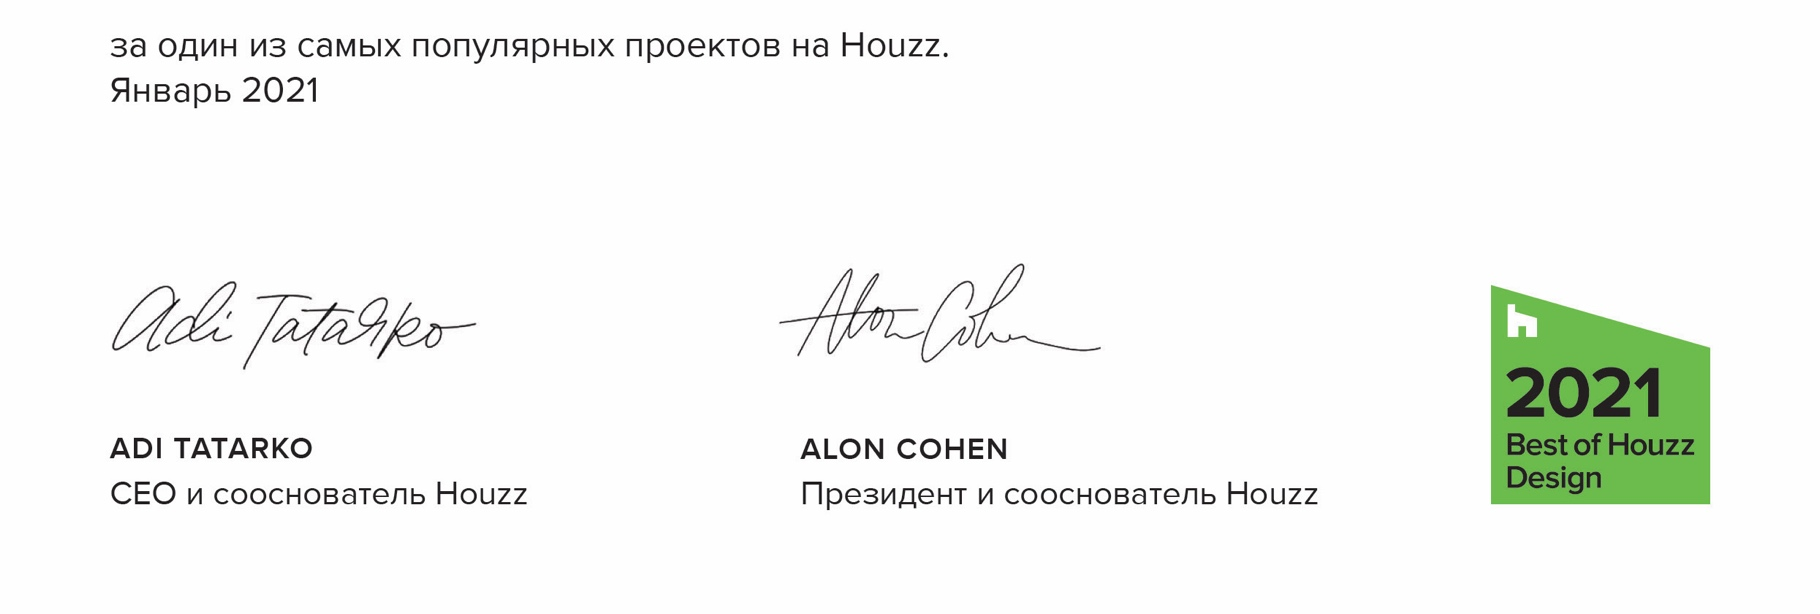 за один из самых популярных проектов на Houzz.
Январь 2021
Adi Tatarko
Alon Cohen
ADI TATARKO
CEO и сооснователь Houzz
ALON COHEN
Президент и сооснователь Houzz
2021
Best of Houzz
Design